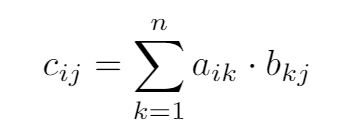 c_{ij} = \sum_{k=1}^{n} a_{ik} \cdot b_{kj}